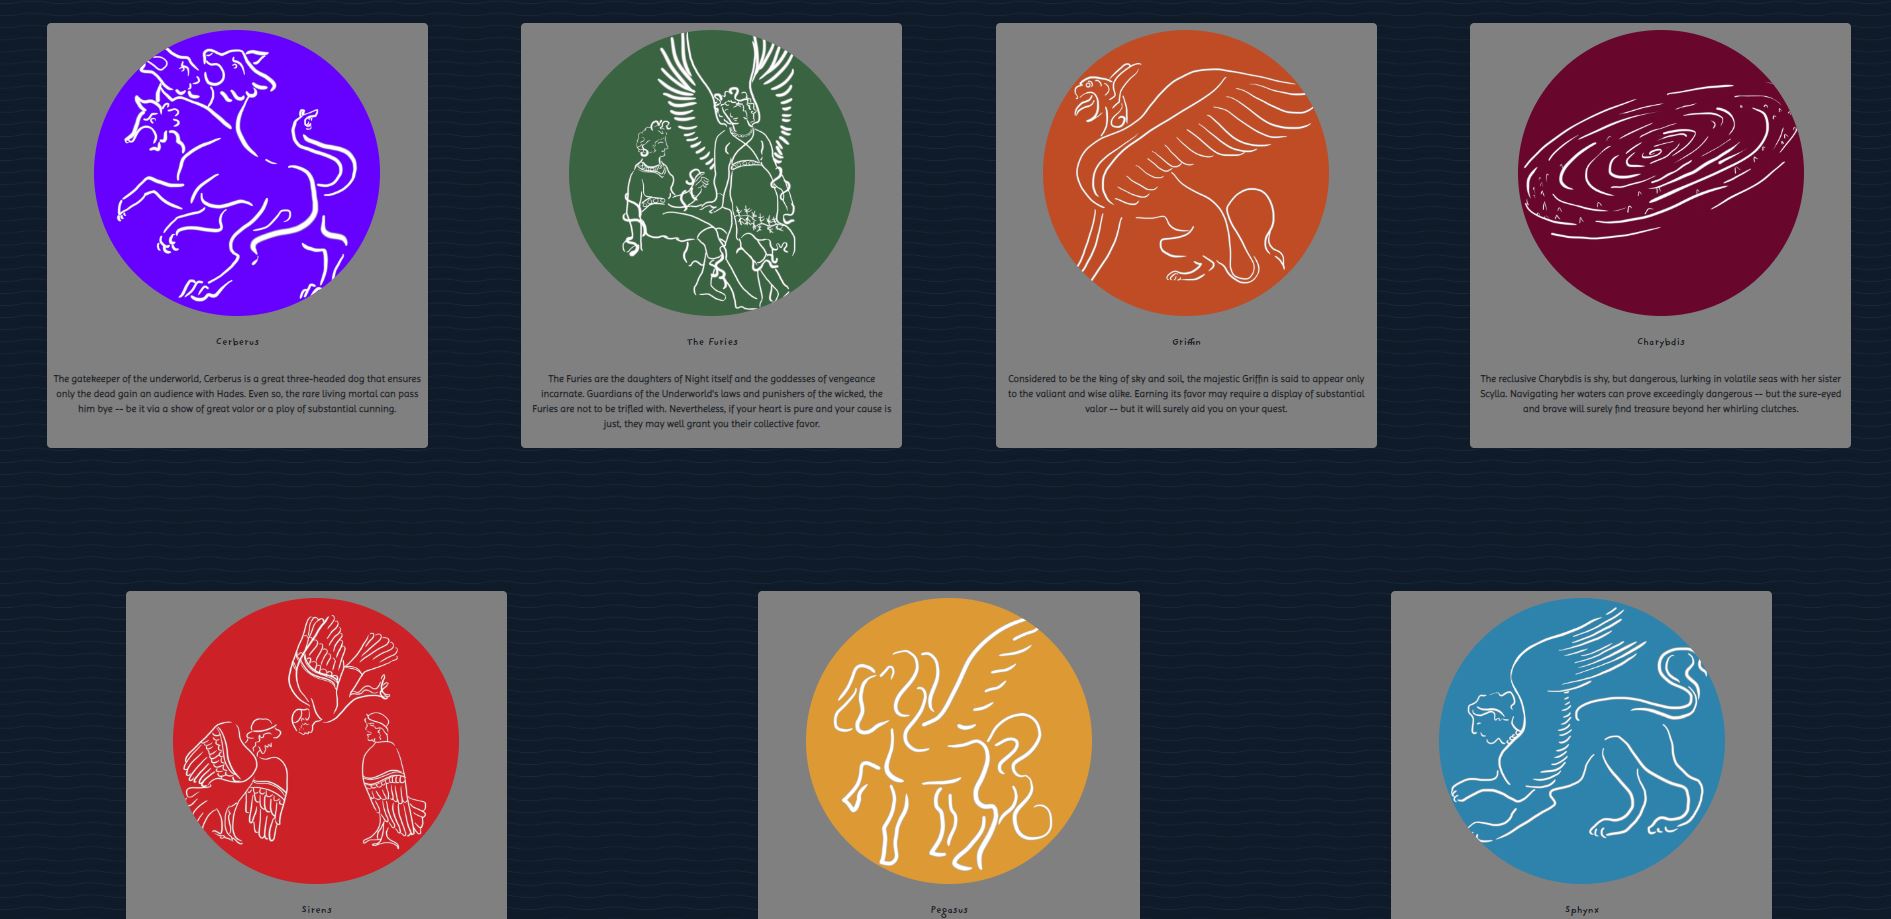 Cerberus
The gatekeeper of the underworld, Cerberus is a great three-headed dog that ensures
only the dead gain an audience with Hades. Even so, the rare living mortal can pass
him bye -- be it via a show of great valor or a ploy of substantial cunning.
The Furies
The Furies are the daughters of Night itself and the goddesses of vengeance
incarnate. Guardians of the Underworld's laws and punishers of the wicked, the
Furies are not to be trifled with. Nevertheless, if your heart is pure and your cause is
just, they may well grant you their collective favor.
Griffin
Considered to be the king of sky and soil, the majestic Griffin is said to appear only
to the valiant and wise alike. Earning its favor may require a display of substantial
valor -- but it will surely aid you on your quest.
Charybdis
The reclusive Charybdis is shy, but dangerous, lurking in volatile seas with her sister
Scylla. Navigating her waters can prove exceedingly dangerous -- but the sure-eyed
and brave will surely find treasure beyond her whirling clutches.
Sirens
Pegasus
Sphynx